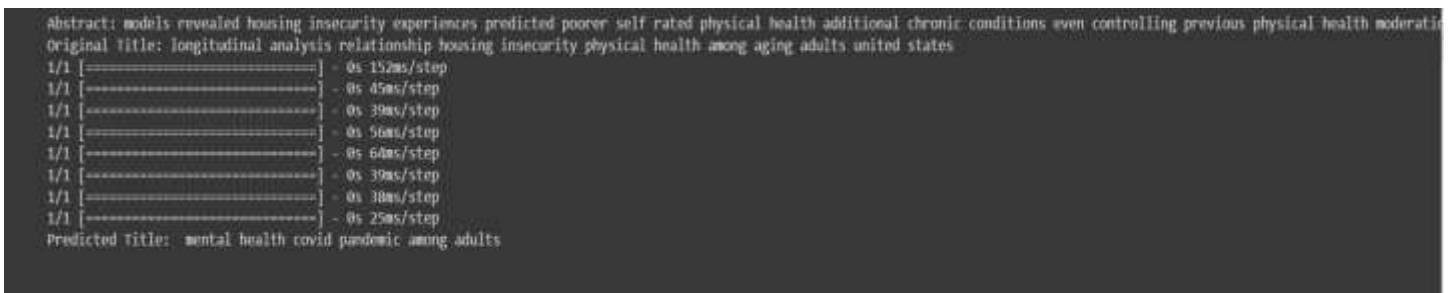 Abstract: models revealed housing insecurity experiences predicted poorer self rated physical health additional chronic conditions even controlling previous physical health moderatio
Original Title: longitudinal analysis relationship housing insecurity physical health among aging adults united states
1/1 [==============================] - 0s 152ms/step
1/1 [==============================] - 0s 45ms/step
1/1 [==============================] - 0s 39ms/step
1/1 [==============================] - 0s 56ms/step
1/1 [==============================] - 0s 64ms/step
1/1 [==============================] - 0s 39ms/step
1/1 [==============================] - 0s 38ms/step
1/1 [==============================] - 0s 25ms/step
Predicted Title: mental health covid pandemic among adults